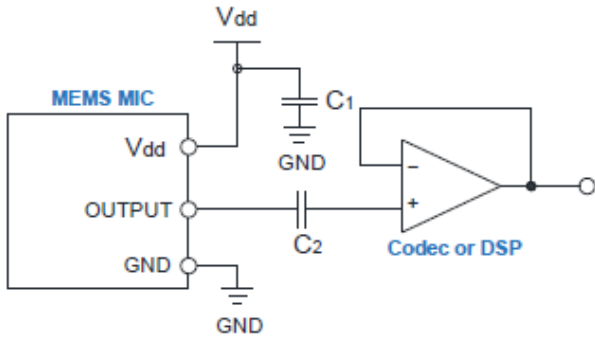 Vdd
MEMS MIC
C1
Vdd
GND
−
OUTPUT
+
C2
Codec or DSP
GND
GND